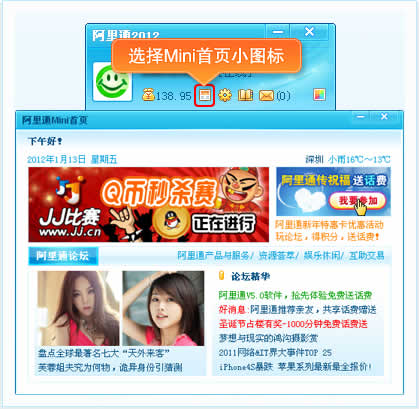 阿里通2012
选择Mini首页小图标
138.95
(0)
阿里通Mini首页
下午好!
2012年1月13日 星期五
深圳 小雨16℃~13℃
JJ比赛
www.JJ.cn
Q币秒杀赛
正在进行
阿里通传祝福 送话费
我要参加
阿里通新年特惠卡优惠活动
玩论坛,得积分,送话费!
阿里通论坛
阿里通产品与服务/ 资源荟萃/ 娱乐休闲/ 互助交易
论坛精华
阿里通V5.0软件,抢先体验免费送话费
好消息:阿里通推荐亲友,共享话费赠送
圣诞节占楼有奖-1000分钟免费话费送
梦想与现实的鸿沟摄影赏
2011网络&IT界大事件TOP 25
iPhone4S暴跌 苹果系列最新最全报价!
盘点全球最著名七大“天外来客”
芙蓉姐夫究为何物,诡异身份引猜测